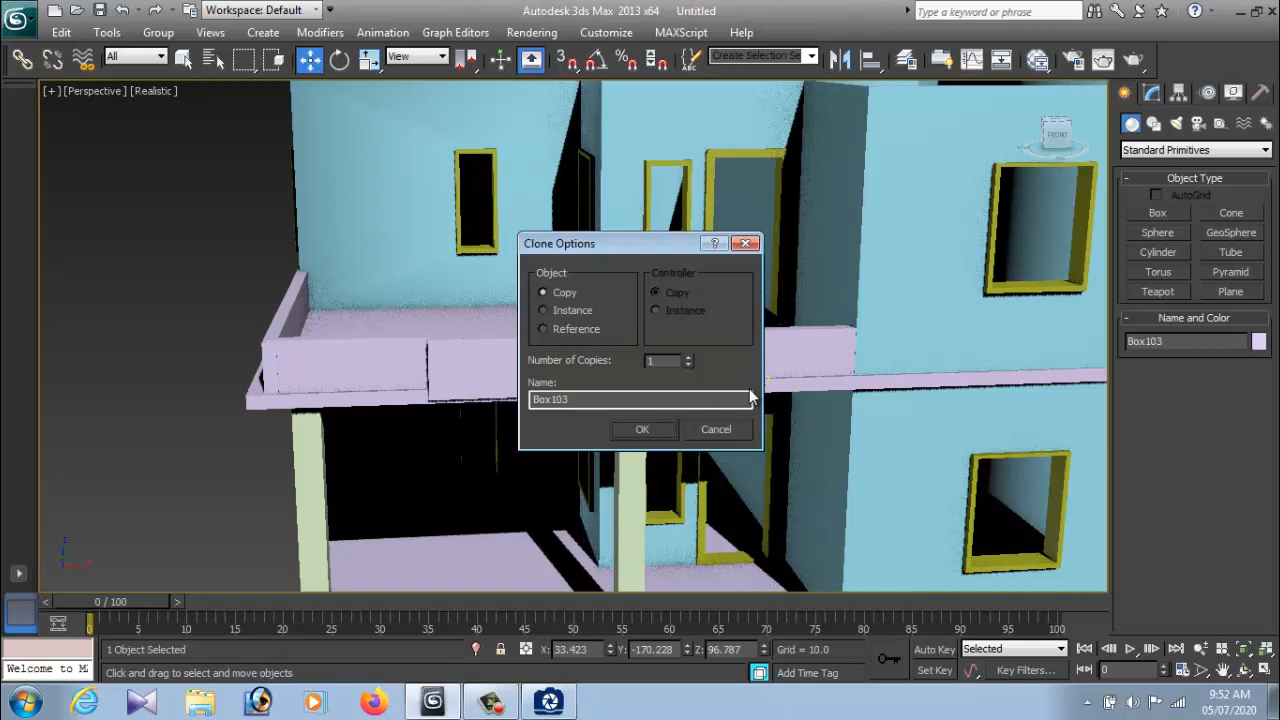 Workspace: Default
Autodesk 3ds Max 2013 x64 Untitled
Type a keyword or phrase
Edit Tools Group Views Create Modifiers Animation Graph Editors Rendering Customize MAXScript Help
All
View
Create Selection Se
[+] [Perspective] [Realistic]
FRONT
Standard Primitives
Object Type
AutoGrid
Box Cone
Sphere GeoSphere
Cylinder Tube
Torus Pyramid
Teapot Plane
Name and Color
Box103
Clone Options
Object
Copy
Instance
Reference
Controller
Copy
Instance
Number of Copies: 1
Name:
Box103
OK Cancel
z
0 / 100
0 5 10 15 20 25 30 35 40 45 50 55 60 65 70 75 80 85 90 95 100
1 Object Selected
X: 33.423 Y: -170.228 Z: 96.787 Grid = 10.0
Auto Key Selected
Welcome to M
Click and drag to select and move objects
Add Time Tag
Set Key Key Filters...
0
9:52 AM
05/07/2020